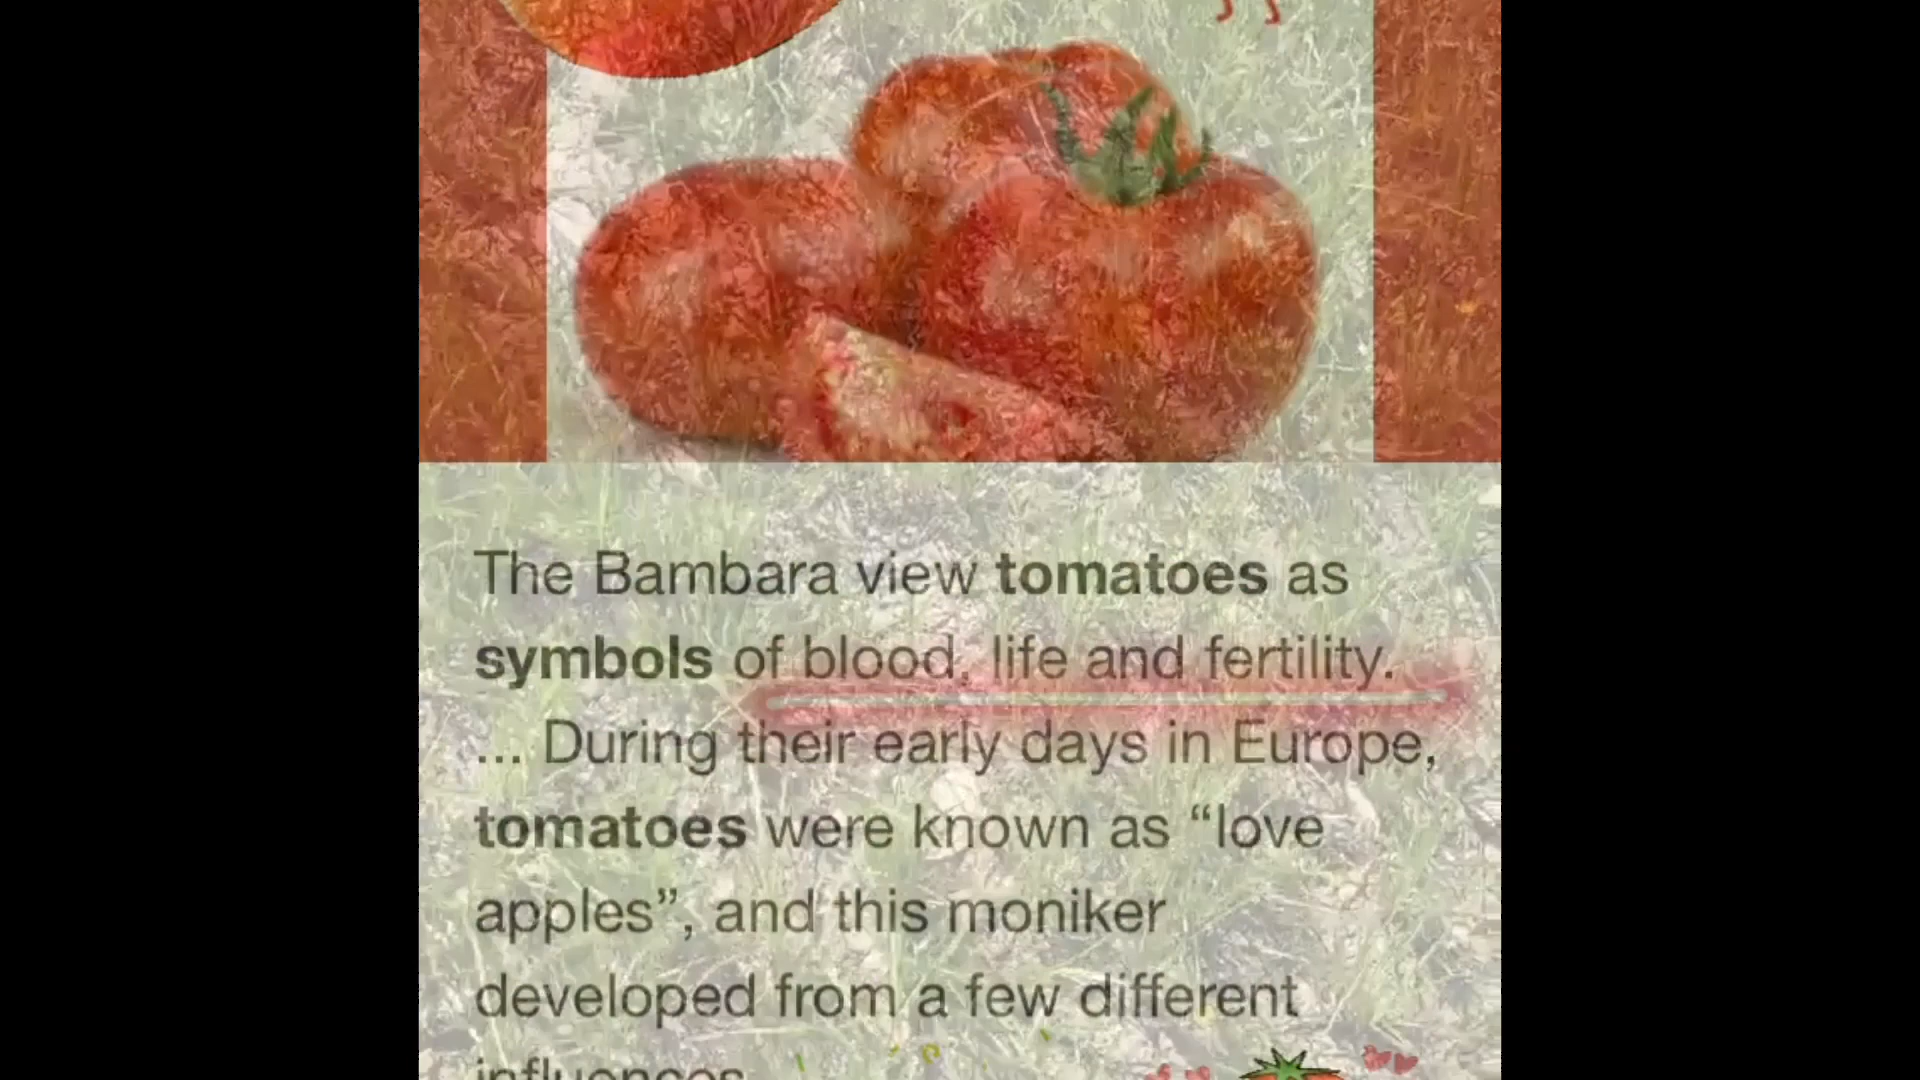 The Bambara view tomatoes as
symbols of blood, life and fertility.
... During their early days in Europe,
tomatoes were known as “love
apples”, and this moniker
developed from a few different
influences